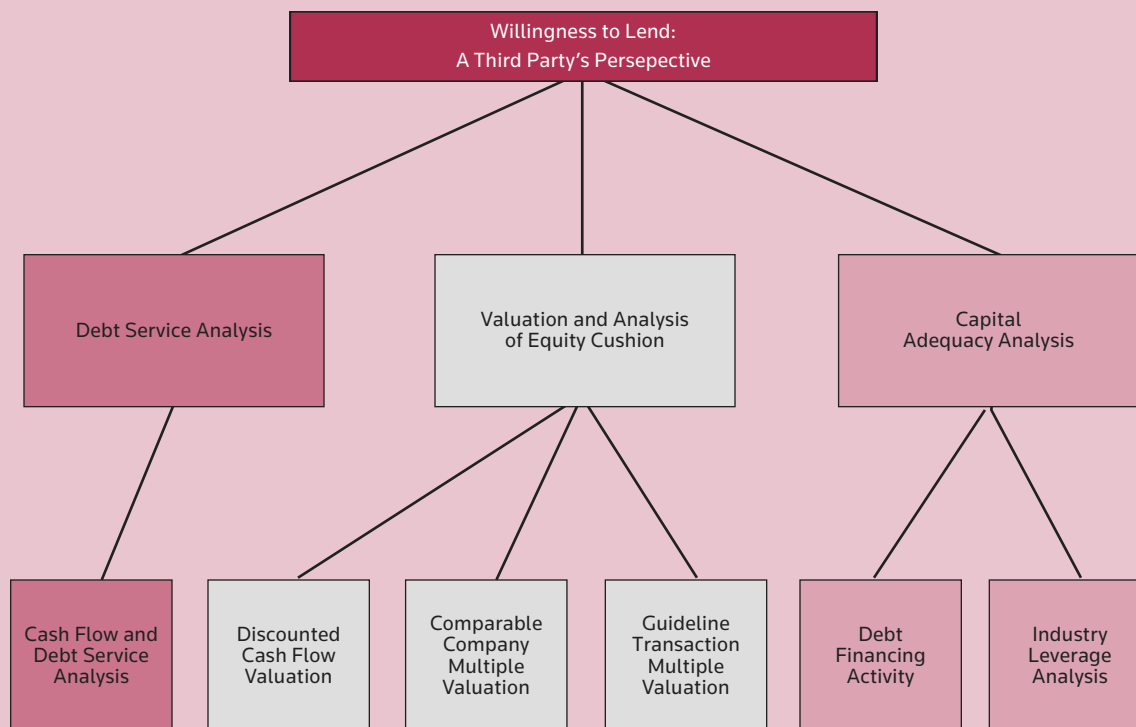 Willingness to Lend:
A Third Party's Persepective
Debt Service Analysis
Valuation and Analysis
of Equity Cushion
Capital
Adequacy Analysis
Cash Flow and
Debt Service
Analysis
Discounted
Cash Flow
Valuation
Comparable
Company
Multiple
Valuation
Guideline
Transaction
Multiple
Valuation
Debt
Financing
Activity
Industry
Leverage
Analysis